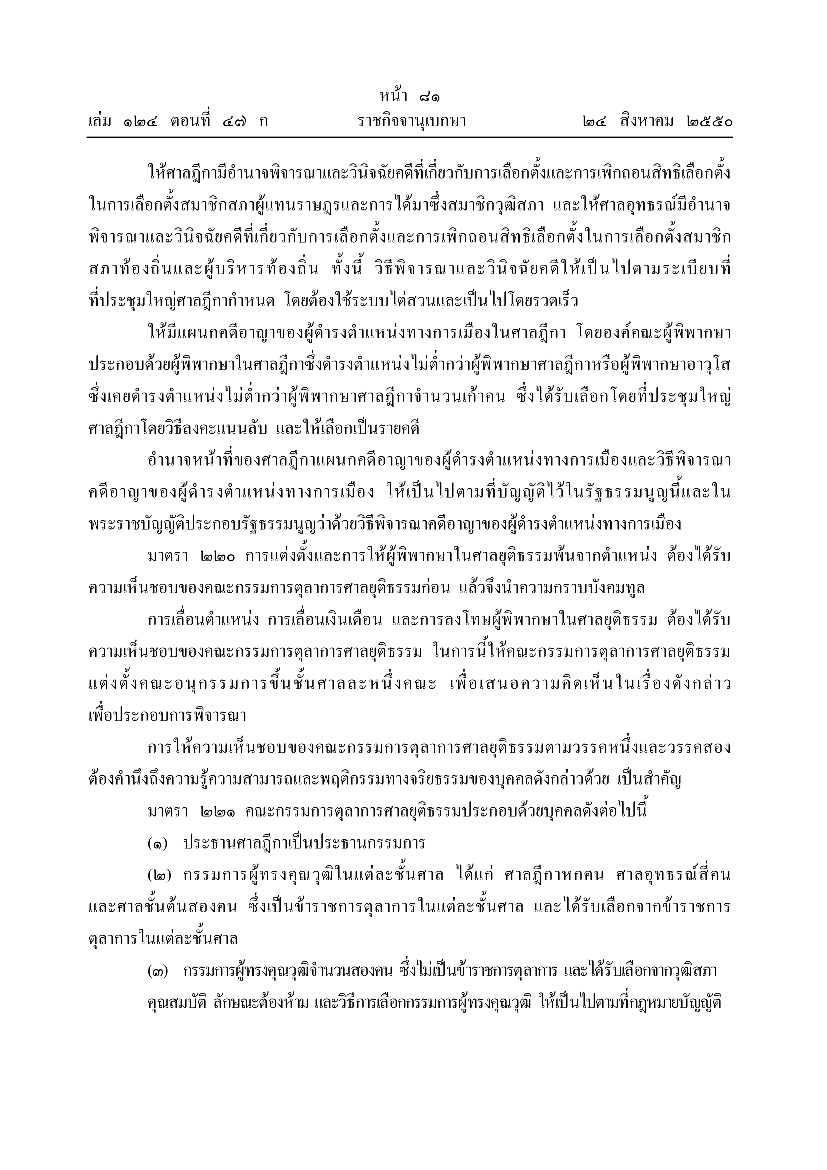 หน้า ๘๑
เล่ม ๑๒๔ ตอนที่ ๔๗ ก ราชกิจจานุเบกษา ๒๔ สิงหาคม ๒๕๕๐
ให้ศาลฎีกามีอำนาจพิจารณาและวินิจฉัยคดีที่เกี่ยวกับการเลือกตั้งและการเพิกถอนสิทธิเลือกตั้ง
ในการเลือกตั้งสมาชิกสภาผู้แทนราษฎรและการได้มาซึ่งสมาชิกวุฒิสภา และให้ศาลอุทธรณ์มีอำนาจ
พิจารณาและวินิจฉัยคดีที่เกี่ยวกับการเลือกตั้งและการเพิกถอนสิทธิเลือกตั้งในการเลือกตั้งสมาชิก
สภาท้องถิ่นและผู้บริหารท้องถิ่น ทั้งนี้ วิธีพิจารณาและวินิจฉัยคดีให้เป็นไปตามระเบียบที่
ที่ประชุมใหญ่ศาลฎีกากำหนด โดยต้องใช้ระบบไต่สวนและเป็นไปโดยรวดเร็ว
ให้มีแผนกคดีอาญาของผู้ดำรงตำแหน่งทางการเมืองในศาลฎีกา โดยองค์คณะผู้พิพากษา
ประกอบด้วยผู้พิพากษาในศาลฎีกาซึ่งดำรงตำแหน่งไม่ต่ำกว่าผู้พิพากษาศาลฎีกาหรือผู้พิพากษาอาวุโส
ซึ่งเคยดำรงตำแหน่งไม่ต่ำกว่าผู้พิพากษาศาลฎีกาจำนวนเก้าคน ซึ่งได้รับเลือกโดยที่ประชุมใหญ่
ศาลฎีกาโดยวิธีลงคะแนนลับ และให้เลือกเป็นรายคดี
อำนาจหน้าที่ของศาลฎีกาแผนกคดีอาญาของผู้ดำรงตำแหน่งทางการเมืองและวิธีพิจารณา
คดีอาญาของผู้ดำรงตำแหน่งทางการเมือง ให้เป็นไปตามที่บัญญัติไว้ในรัฐธรรมนูญนี้และใน
พระราชบัญญัติประกอบรัฐธรรมนูญว่าด้วยวิธีพิจารณาคดีอาญาของผู้ดำรงตำแหน่งทางการเมือง
มาตรา ๒๒๐ การแต่งตั้งและการให้ผู้พิพากษาในศาลยุติธรรมพ้นจากตำแหน่ง ต้องได้รับ
ความเห็นชอบของคณะกรรมการตุลาการศาลยุติธรรมก่อน แล้วจึงนำความกราบบังคมทูล
การเลื่อนตำแหน่ง การเลื่อนเงินเดือน และการลงโทษผู้พิพากษาในศาลยุติธรรม ต้องได้รับ
ความเห็นชอบของคณะกรรมการตุลาการศาลยุติธรรม ในการนี้ให้คณะกรรมการตุลาการศาลยุติธรรม
แต่งตั้งคณะอนุกรรมการขึ้นชั้นศาลละหนึ่งคณะ เพื่อเสนอความคิดเห็นในเรื่องดังกล่าว
เพื่อประกอบการพิจารณา
การให้ความเห็นชอบของคณะกรรมการตุลาการศาลยุติธรรมตามวรรคหนึ่งและวรรคสอง
ต้องคำนึงถึงความรู้ความสามารถและพฤติกรรมทางจริยธรรมของบุคคลดังกล่าวด้วย เป็นสำคัญ
มาตรา ๒๒๑ คณะกรรมการตุลาการศาลยุติธรรมประกอบด้วยบุคคลดังต่อไปนี้
(๑) ประธานศาลฎีกาเป็นประธานกรรมการ
(๒) กรรมการผู้ทรงคุณวุฒิในแต่ละชั้นศาล ได้แก่ ศาลฎีกาหกคน ศาลอุทธรณ์สี่คน
และศาลชั้นต้นสองคน ซึ่งเป็นข้าราชการตุลาการในแต่ละชั้นศาล และได้รับเลือกจากข้าราชการ
ตุลาการในแต่ละชั้นศาล
(๓) กรรมการผู้ทรงคุณวุฒิจำนวนสองคน ซึ่งไม่เป็นข้าราชการตุลาการ และได้รับเลือกจากวุฒิสภา
คุณสมบัติ ลักษณะต้องห้าม และวิธีการเลือกกรรมการผู้ทรงคุณวุฒิ ให้เป็นไปตามที่กฎหมายบัญญัติ